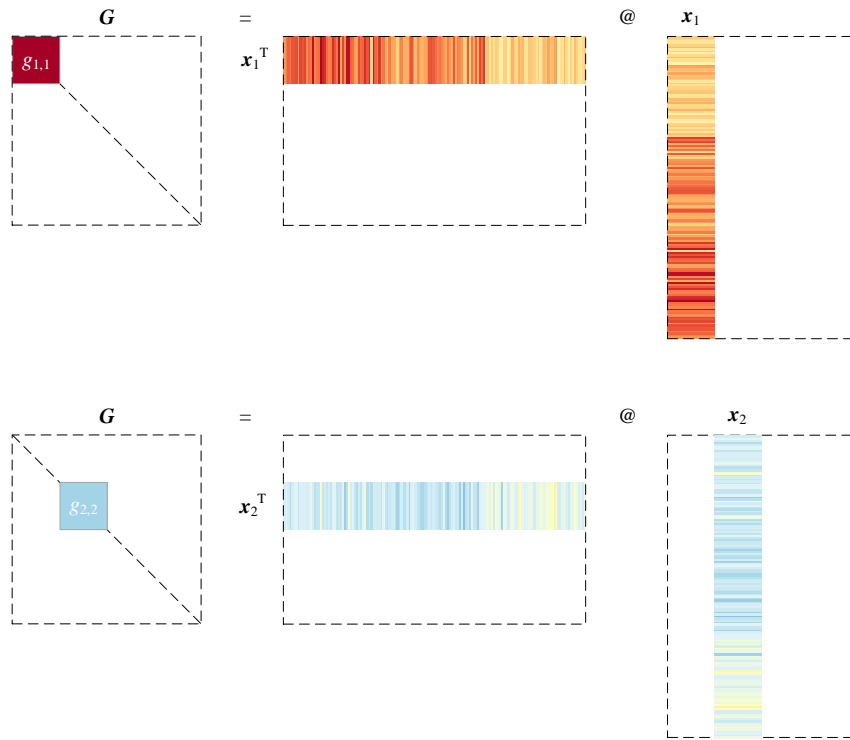 G = @ x₁
g₁,₁ x₁ᵀ
G = @ x₂
g₂,₂ x₂ᵀ